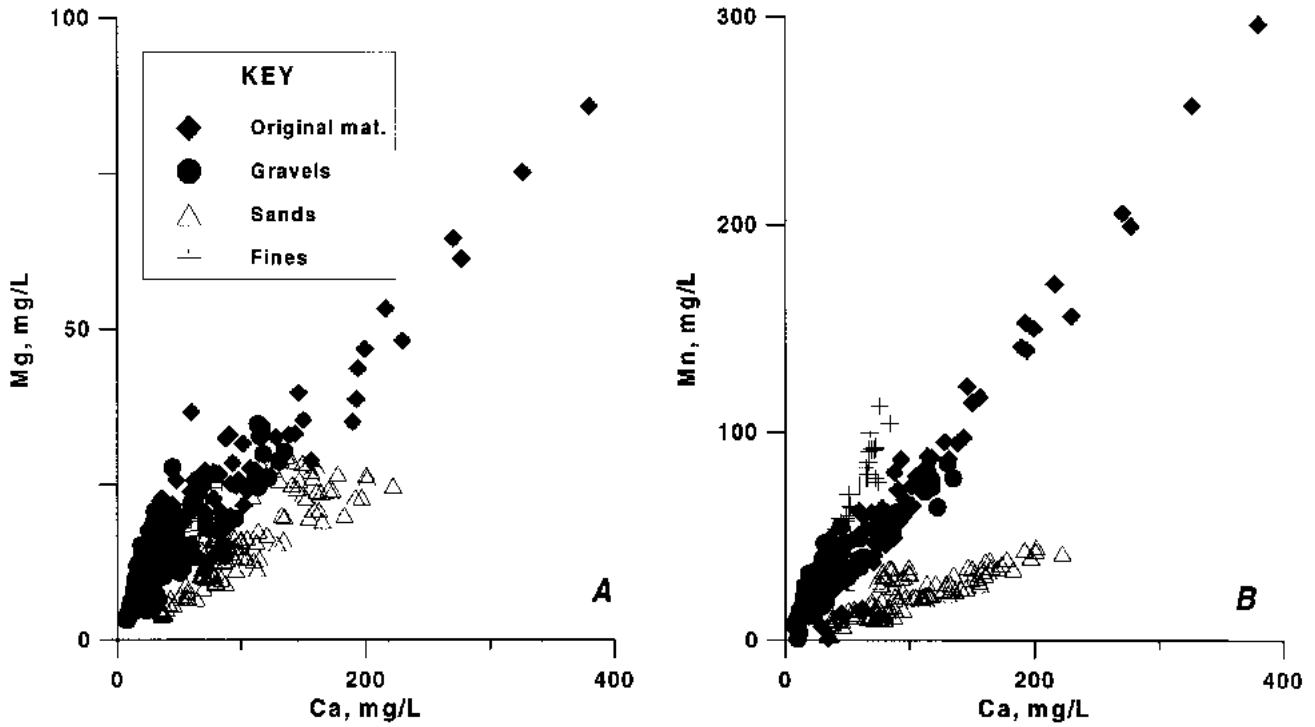 100
50
0
Mg, mg/L
KEY
Original mat.
Gravels
Sands
Fines
A
0
200
400
Ca, mg/L
300
200
100
0
Mn, mg/L
B
0
200
400
Ca, mg/L